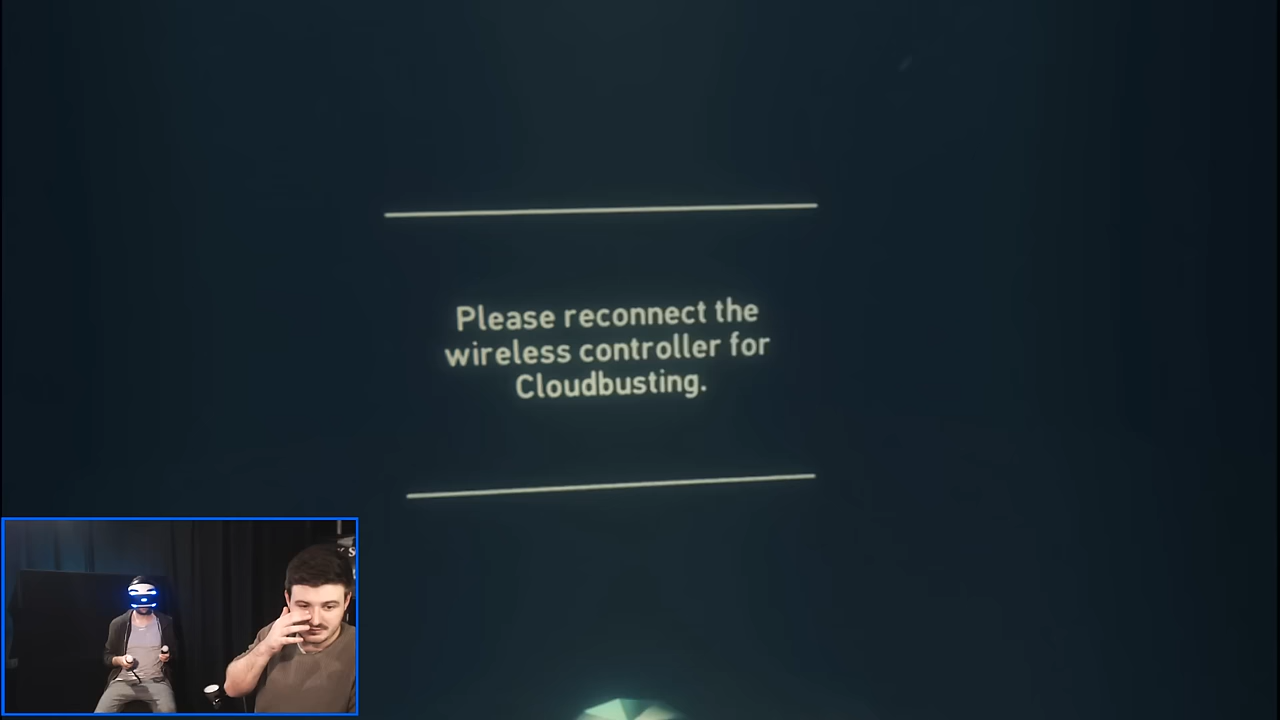 Please reconnect the
wireless controller for
Cloudbusting.